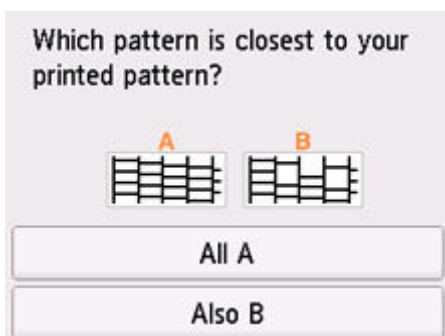 Which pattern is closest to your
printed pattern?
A B
All A
Also B